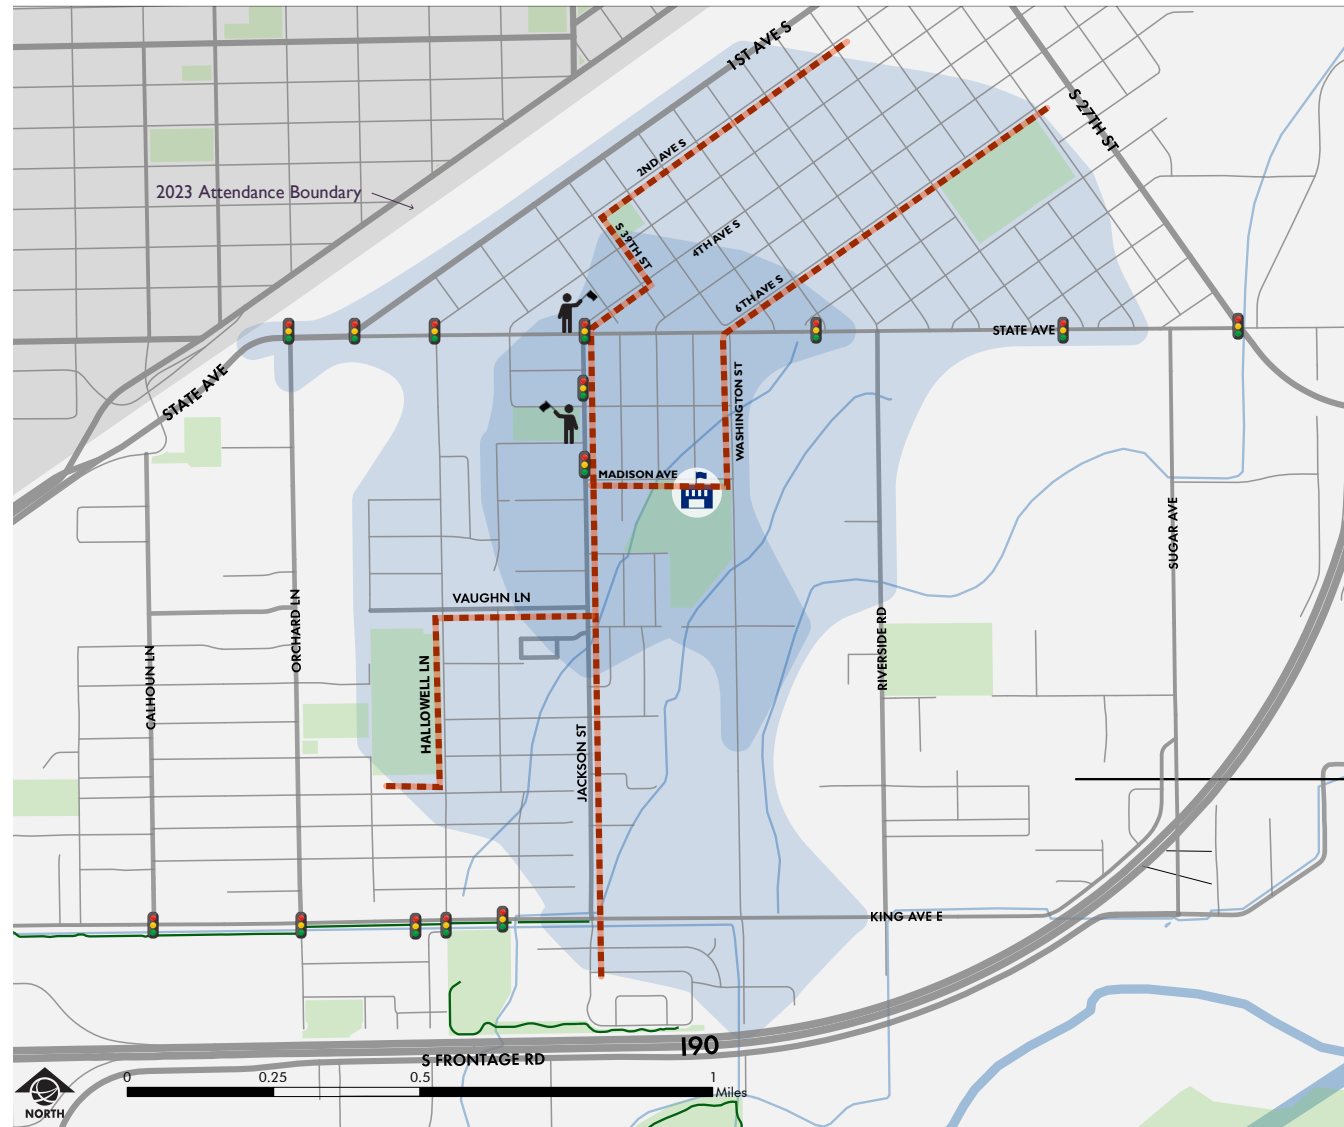 1ST AVE S
S 27TH ST
2ND AVE S
2023 Attendance Boundary
S 39TH ST
4TH AVE S
6TH AVE S
STATE AVE
STATE AVE
WASHINGTON ST
MADISON AVE
SUGAR AVE
VAUGHN LN
ORCHARD LN
CALHOUN LN
HALLOWELL LN
RIVERSIDE RD
JACKSON ST
KING AVE E
I90
S FRONTAGE RD
0 0.25 0.5 1
Miles
NORTH